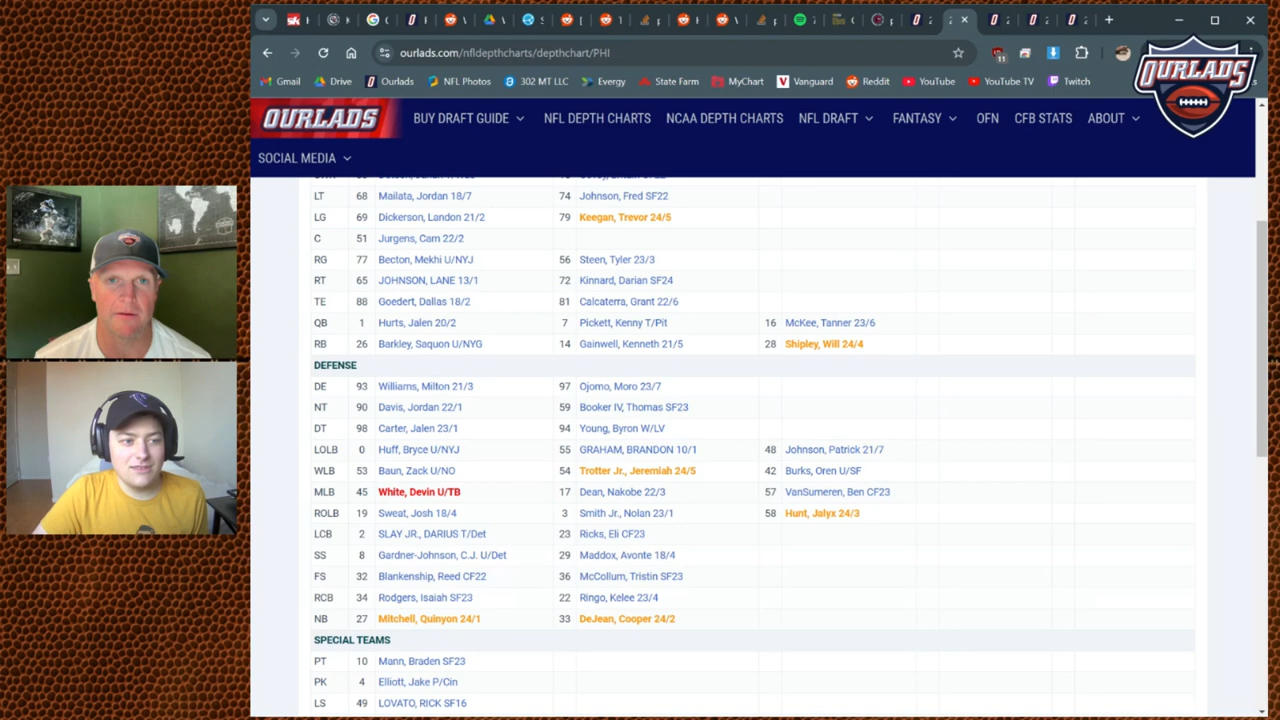 ourlads.com/nfldepthcharts/depthchart/PHI
11
Gmail Drive Ourlads NFL Photos 302 MT LLC Evergy State Farm MyChart Vanguard Reddit YouTube YouTube TV Twitch
OURLADS
OURLADS BUY DRAFT GUIDE NFL DEPTH CHARTS NCAA DEPTH CHARTS NFL DRAFT FANTASY OFN CFB STATS ABOUT
SOCIAL MEDIA
LT 68 Mailata, Jordan 18/7 74 Johnson, Fred SF22
LG 69 Dickerson, Landon 21/2 79 Keegan, Trevor 24/5
C 51 Jurgens, Cam 22/2
RG 77 Becton, Mekhi U/NYJ 56 Steen, Tyler 23/3
RT 65 JOHNSON, LANE 13/1 72 Kinnard, Darian SF24
TE 88 Goedert, Dallas 18/2 81 Calcaterra, Grant 22/6
QB 1 Hurts, Jalen 20/2 7 Pickett, Kenny T/Pit 16 McKee, Tanner 23/6
RB 26 Barkley, Saquon U/NYG 14 Gainwell, Kenneth 21/5 28 Shipley, Will 24/4
DEFENSE
DE 93 Williams, Milton 21/3 97 Ojomo, Moro 23/7
NT 90 Davis, Jordan 22/1 59 Booker IV, Thomas SF23
DT 98 Carter, Jalen 23/1 94 Young, Byron W/LV
LOLB 0 Huff, Bryce U/NYJ 55 GRAHAM, BRANDON 10/1 48 Johnson, Patrick 21/7
WLB 53 Baun, Zack U/NO 54 Trotter Jr., Jeremiah 24/5 42 Burks, Oren U/SF
MLB 45 White, Devin U/TB 17 Dean, Nakobe 22/3 57 VanSumeren, Ben CF23
ROLB 19 Sweat, Josh 18/4 3 Smith Jr., Nolan 23/1 58 Hunt, Jalyx 24/3
LCB 2 SLAY JR., DARIUS T/Det 23 Ricks, Eli CF23
SS 8 Gardner-Johnson, C.J. U/Det 29 Maddox, Avonte 18/4
FS 32 Blankenship, Reed CF22 36 McCollum, Tristin SF23
RCB 34 Rodgers, Isaiah SF23 22 Ringo, Kelee 23/4
NB 27 Mitchell, Quinyon 24/1 33 DeJean, Cooper 24/2
SPECIAL TEAMS
PT 10 Mann, Braden SF23
PK 4 Elliott, Jake P/Cin
LS 49 LOVATO, RICK SF16